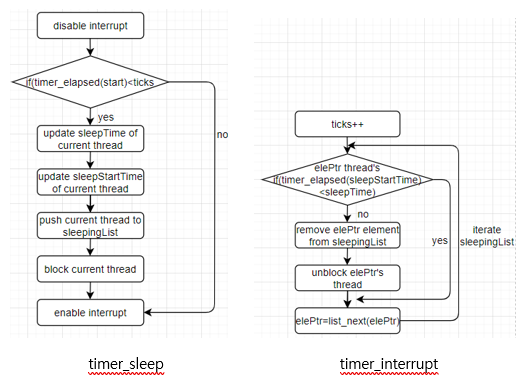 disable interrupt
if(timer_elapsed(start)<ticks
yes
no
update sleepTime of
current thread
update sleepStartTime
of current thread
push current thread to
sleepingList
block current thread
enable interrupt
timer_sleep
ticks++
elePtr thread's
if(timer_elapsed(sleepStartTime)
<sleepTime)
no
yes
iterate
sleepingList
remove elePtr element
from sleepingList
unblock elePtr's
thread
elePtr=list_next(elePtr)
timer_interrupt